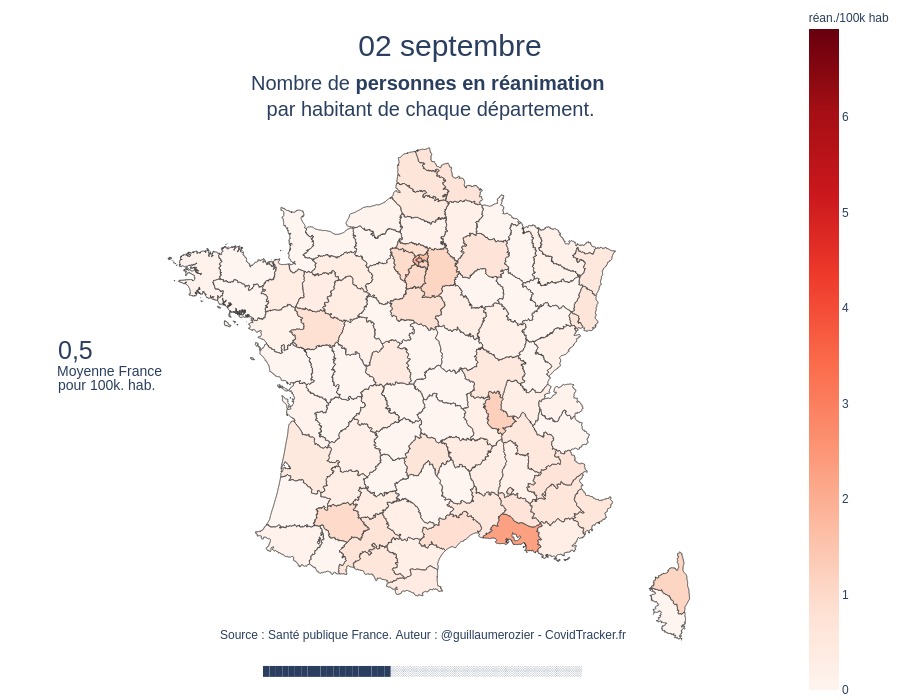 réan./100k hab
02 septembre
Nombre de personnes en réanimation
par habitant de chaque département.
6
5
4
3
2
1
0
0,5
Moyenne France
pour 100k. hab.
Source : Santé publique France. Auteur : @guillaumerozier - CovidTracker.fr